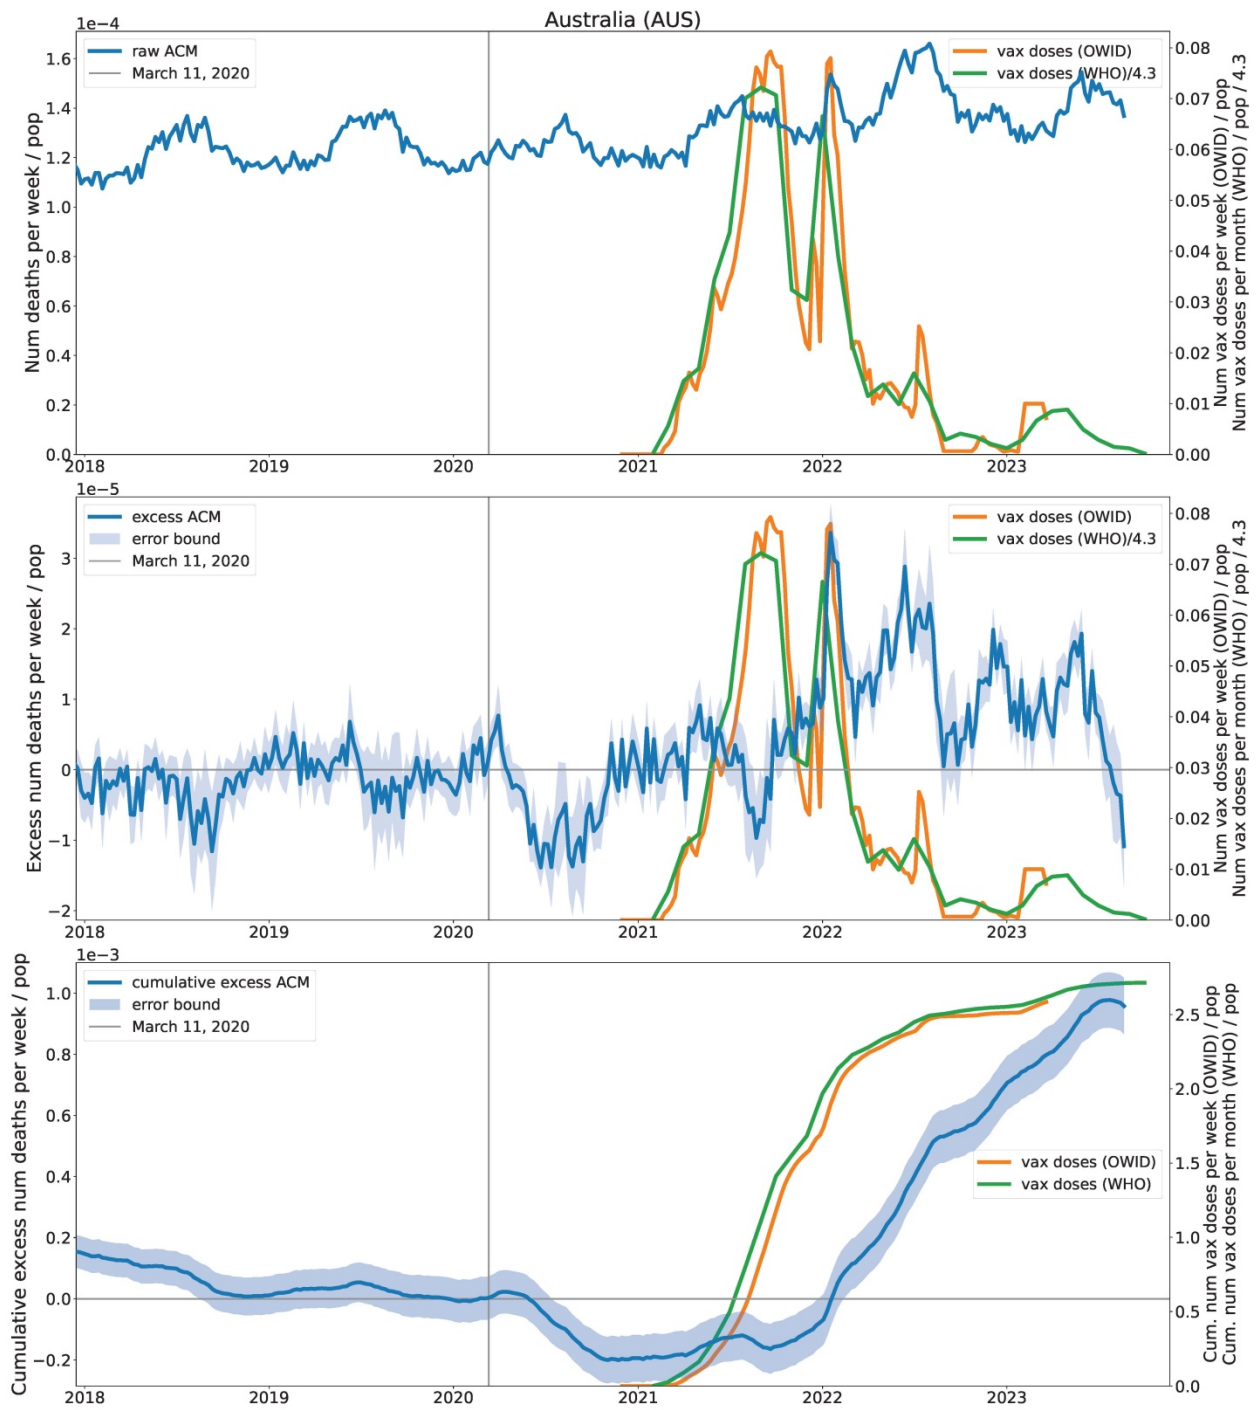 Australia (AUS)
1e−4
raw ACM
March 11, 2020
vax doses (OWID)
vax doses (WHO)/4.3
Num deaths per week / pop
1.6
1.4
1.2
1.0
0.8
0.6
0.4
0.2
0.0
0.08
0.07
0.06
0.05
0.04
0.03
0.02
0.01
0.00
Num vax doses per week (OWID) / pop
Num vax doses per month (WHO) / pop / 4.3
2018 2019 2020 2021 2022 2023
1e−5
excess ACM
error bound
March 11, 2020
vax doses (OWID)
vax doses (WHO)/4.3
Excess num deaths per week / pop
3
2
1
0
−1
−2
0.08
0.07
0.06
0.05
0.04
0.03
0.02
0.01
0.00
Num vax doses per week (OWID) / pop
Num vax doses per month (WHO) / pop / 4.3
2018 2019 2020 2021 2022 2023
1e−3
cumulative excess ACM
error bound
March 11, 2020
vax doses (OWID)
vax doses (WHO)
Cumulative excess num deaths per week / pop
1.0
0.8
0.6
0.4
0.2
0.0
−0.2
2.5
2.0
1.5
1.0
0.5
0.0
Cum. num vax doses per week (OWID) / pop
Cum. num vax doses per month (WHO) / pop
2018 2019 2020 2021 2022 2023